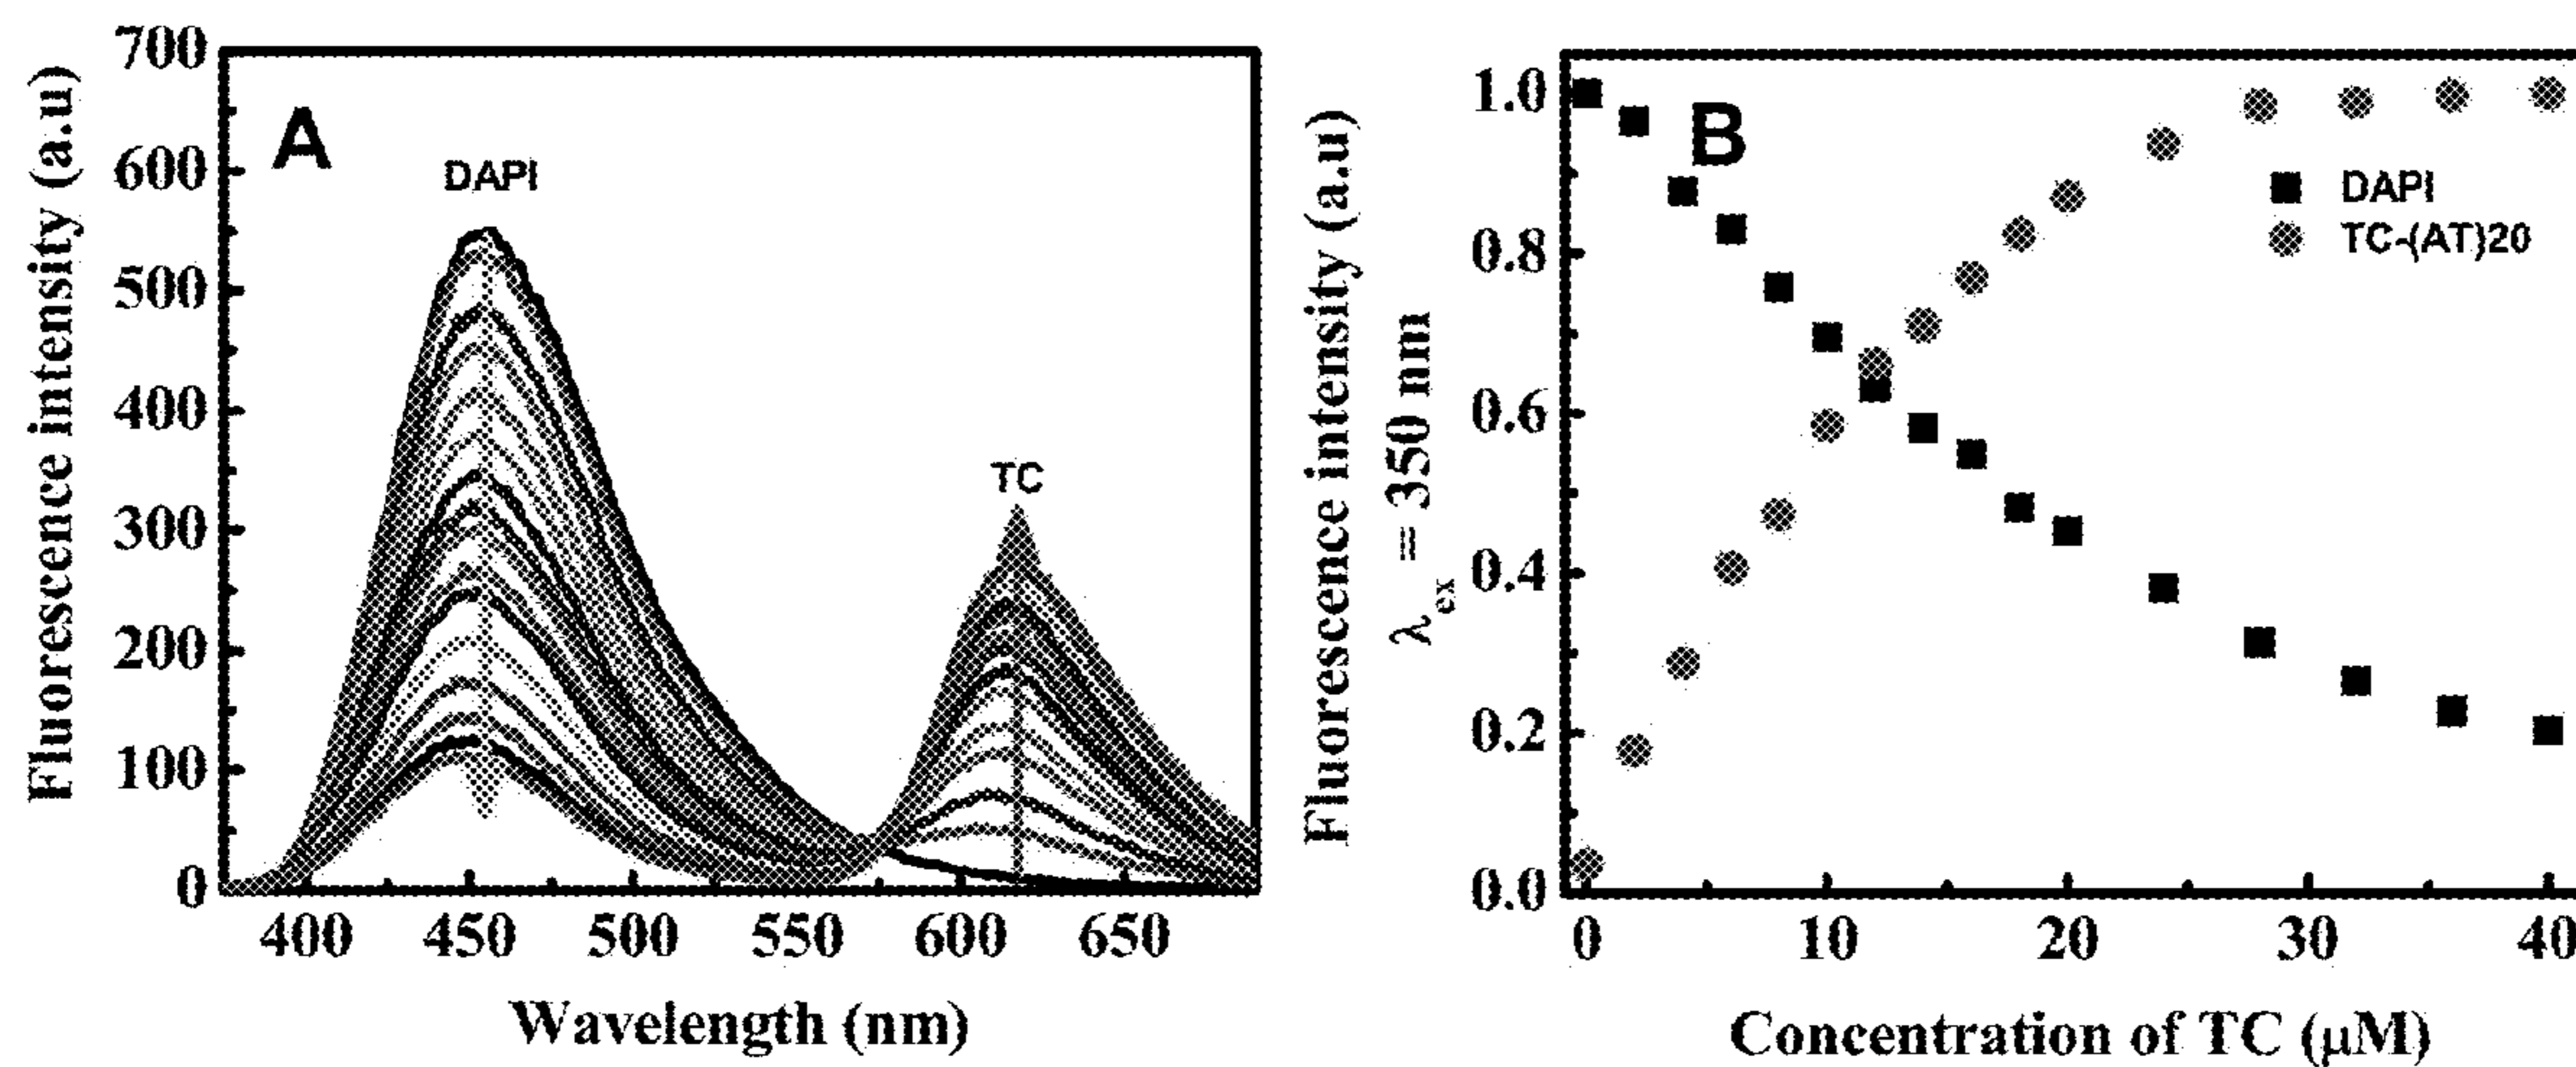 A
DAPI
TC
700
600
500
400
300
200
100
0
400 450 500 550 600 650
Wavelength (nm)
Fluorescence intensity (a.u)
B
DAPI
TC-(AT)20
1.0
0.8
0.6
0.4
0.2
0.0
0 10 20 30 40
Concentration of TC (μM)
Fluorescence intensity (a.u)
λex = 350 nm